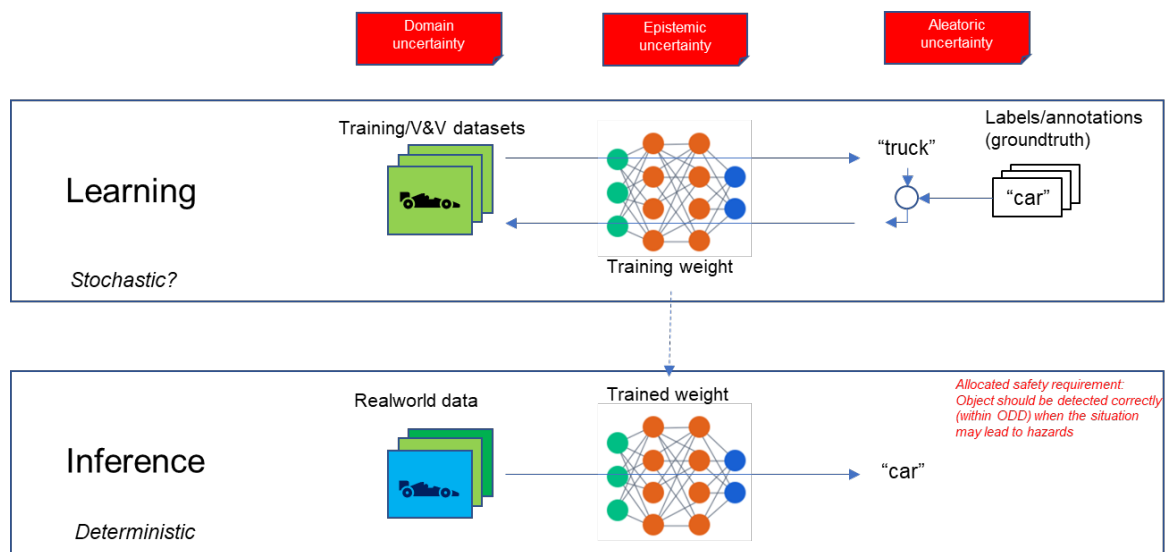 Domain
uncertainty
Epistemic
uncertainty
Aleatoric
uncertainty
Training/V&V datasets
Labels/annotations
(groundtruth)
“truck”
“car”
Learning
Training weight
Stochastic?
Realworld data
Trained weight
Allocated safety requirement:
Object should be detected correctly
(within ODD) when the situation
may lead to hazards
Inference
“car”
Deterministic